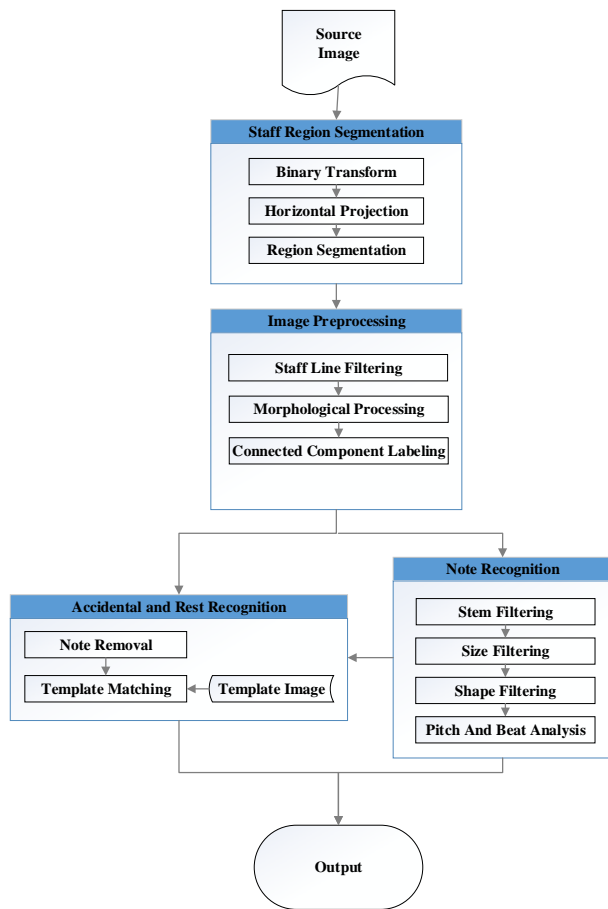 Source
Image
Staff Region Segmentation
Binary Transform
Horizontal Projection
Region Segmentation
Image Preprocessing
Staff Line Filtering
Morphological Processing
Connected Component Labeling
Accidental and Rest Recognition
Note Removal
Template Matching
Template Image
Note Recognition
Stem Filtering
Size Filtering
Shape Filtering
Pitch And Beat Analysis
Output